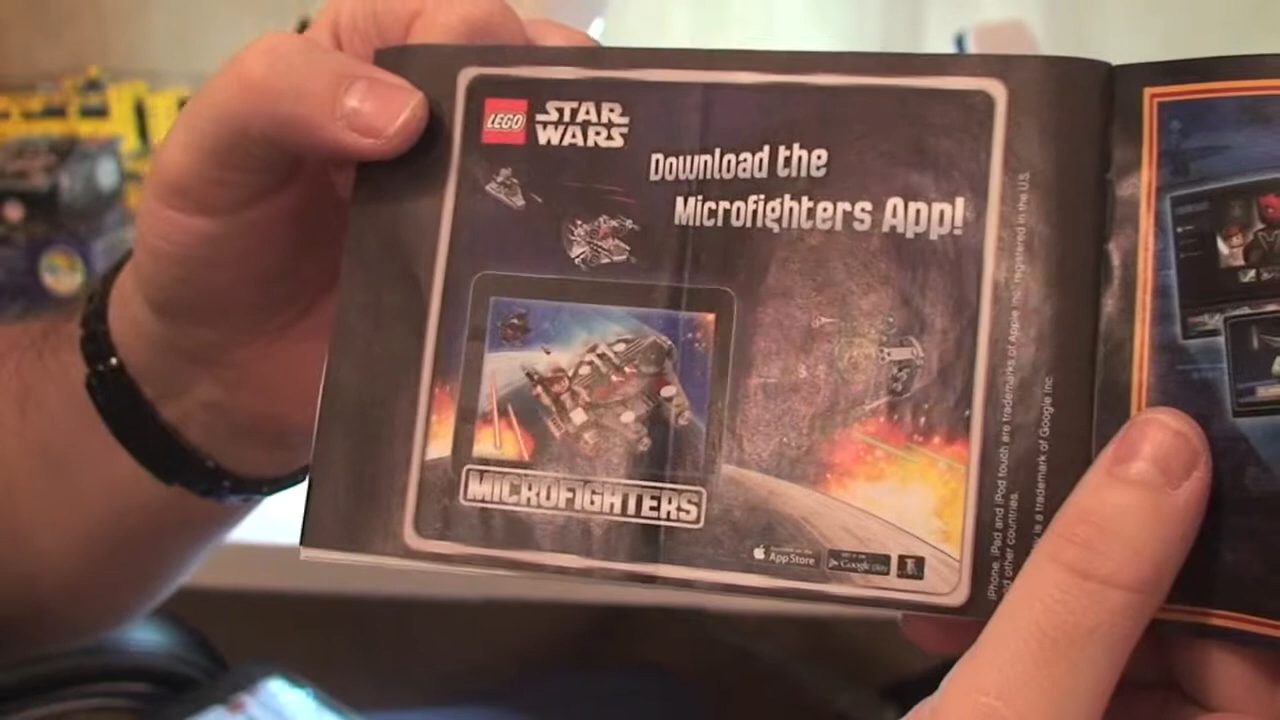 LEGO
STAR
WARS
Download the
Microfighters App!
MICROFIGHTERS
App Store
Google play
iPhone, iPad and iPod touch are trademarks of Apple Inc., registered in the U.S.
other countries.
is a trademark of Google Inc.